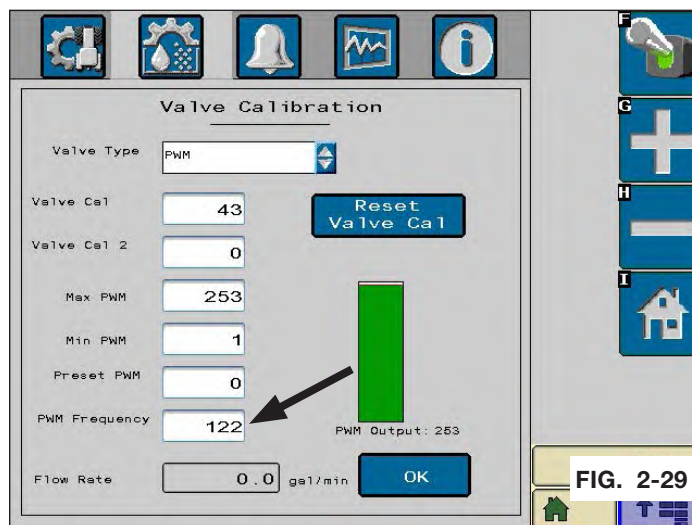 Valve Calibration
Valve Type PWM
Valve Cal 43
Reset
Valve Cal
Valve Cal 2 0
Max PWM 253
Min PWM 1
Preset PWM 0
PWM Frequency 122
PWM Output: 253
Flow Rate 0.0 gal/min OK
F
G
H
I
FIG. 2-29